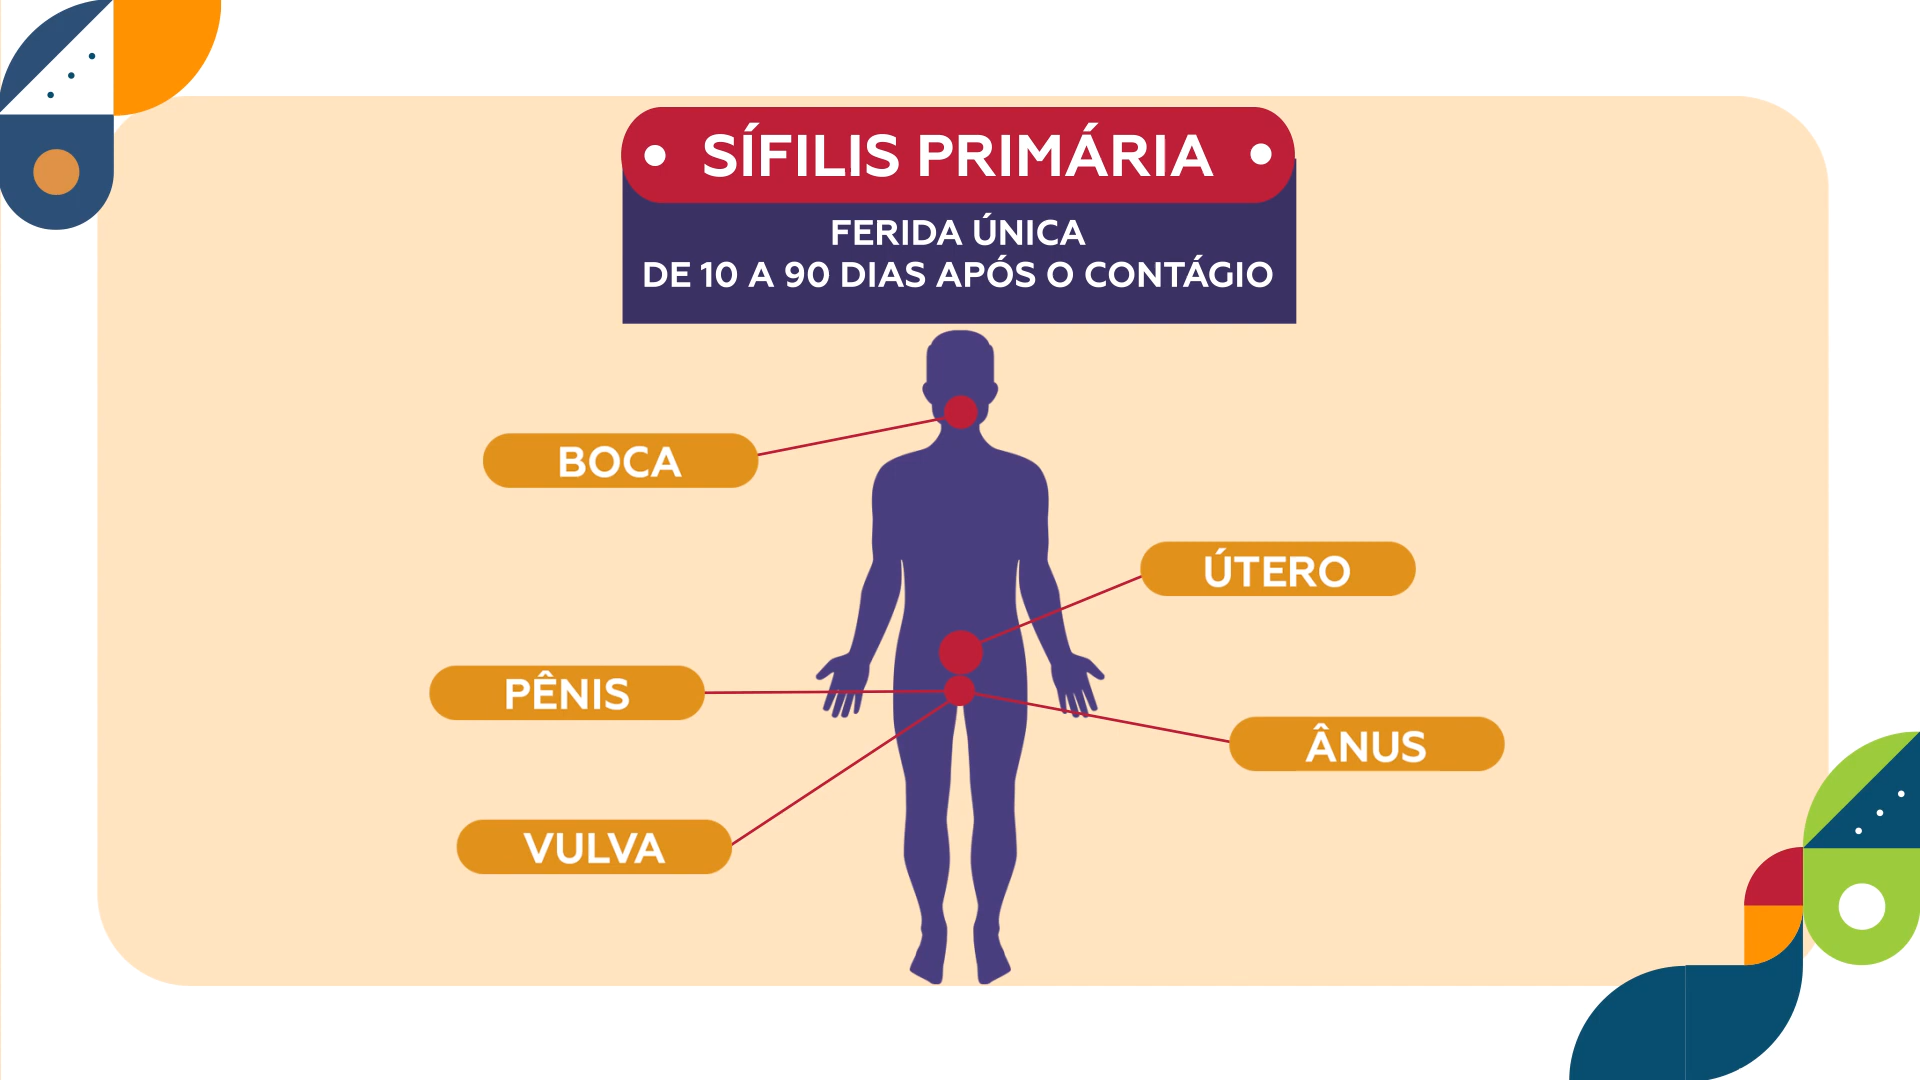 SÍFILIS PRIMÁRIA
FERIDA ÚNICA
DE 10 A 90 DIAS APÓS O CONTÁGIO
BOCA
ÚTERO
PÊNIS
ÂNUS
VULVA